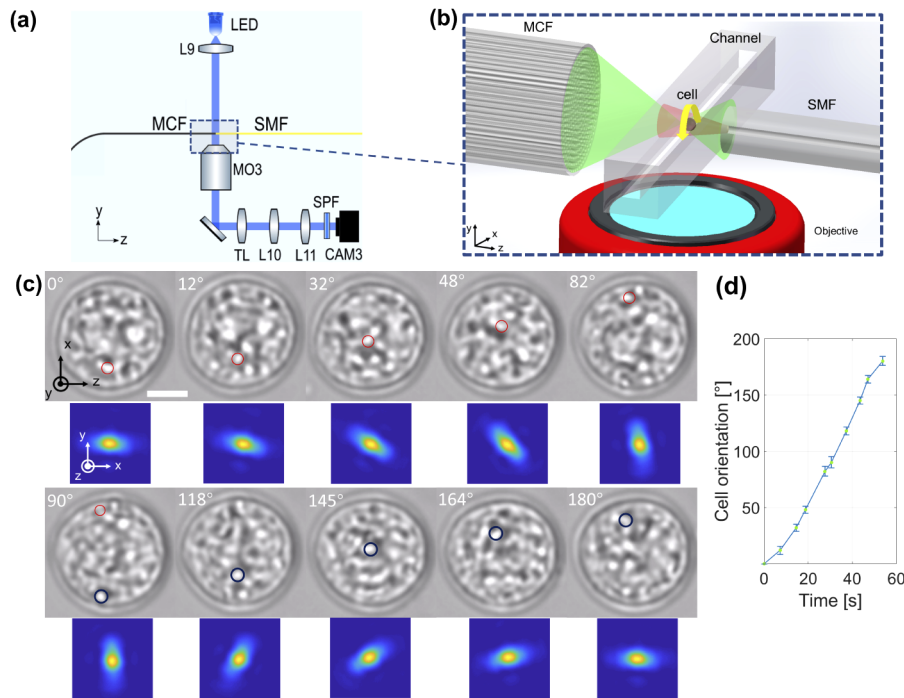 (a)
LED
L9
MCF
SMF
MO3
SPF
TL
L10
L11
CAM3
y
z
(b)
MCF
Channel
cell
SMF
Objective
y
x
z
(c)
0°
12°
32°
48°
82°
x
z
y
y
x
z
90°
118°
145°
164°
180°
(d)
Cell orientation [°]
200
150
100
50
0
20
40
60
Time [s]